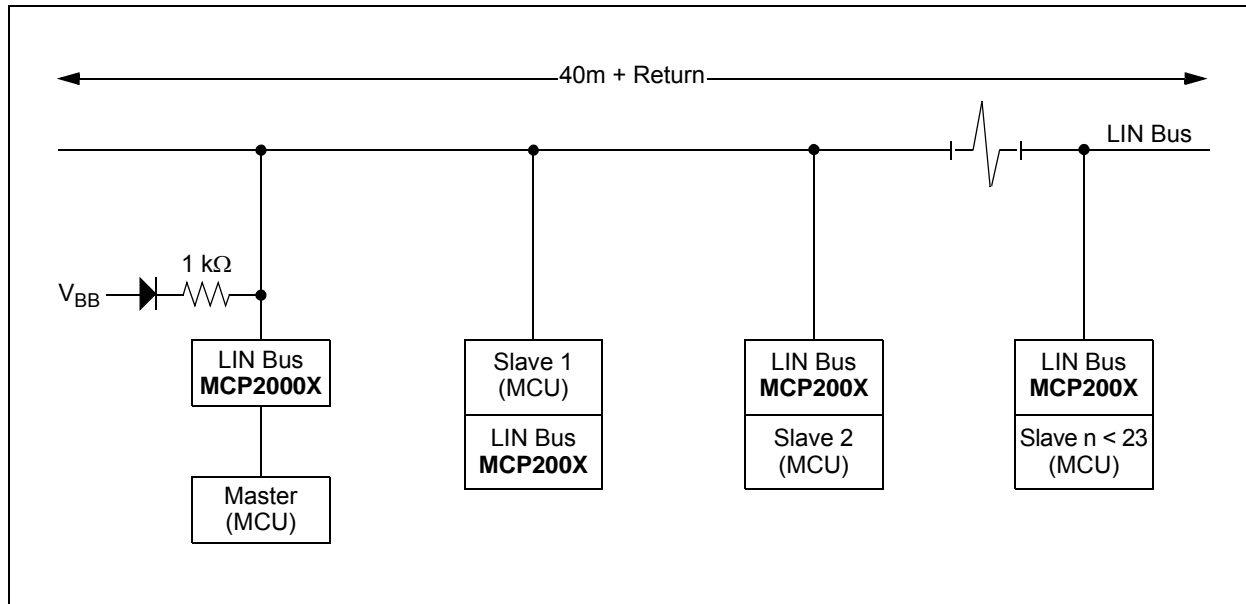 40m + Return
LIN Bus
1 kΩ
VBB
LIN Bus
MCP2000X
Master
(MCU)
Slave 1
(MCU)
LIN Bus
MCP200X
LIN Bus
MCP200X
Slave 2
(MCU)
LIN Bus
MCP200X
Slave n < 23
(MCU)